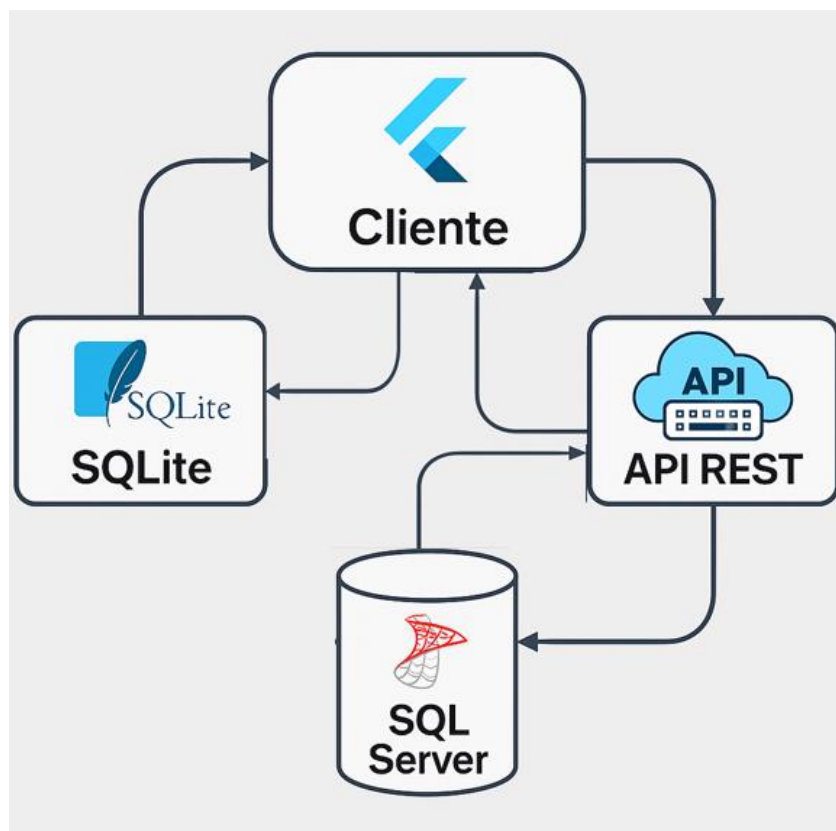 Cliente
SQLite
SQLite
API
API REST
SQL
Server